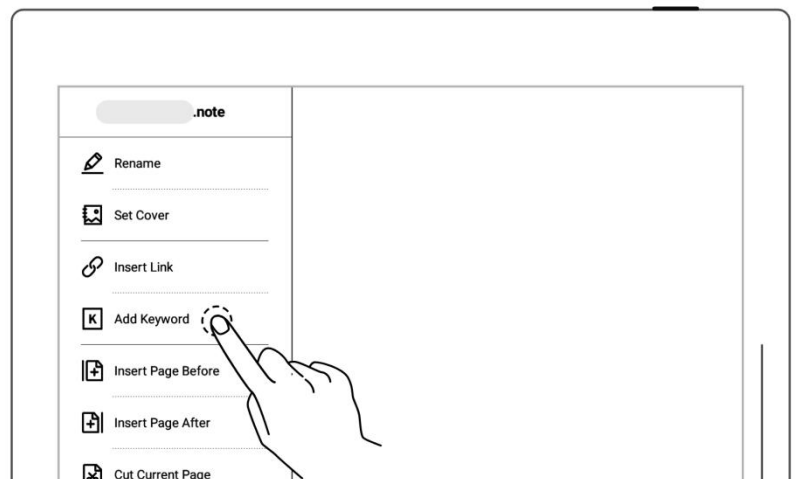 .note
Rename
Set Cover
Insert Link
K Add Keyword
Insert Page Before
Insert Page After
Cut Current Page